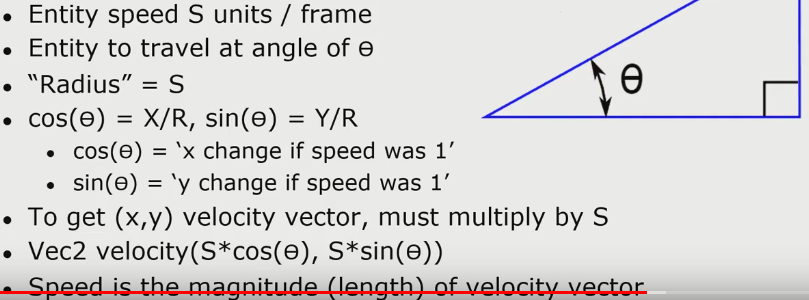 • Entity speed S units / frame
• Entity to travel at angle of ɵ
• “Radius” = S
• cos(ɵ) = X/R, sin(ɵ) = Y/R
• cos(ɵ) = ‘x change if speed was 1’
• sin(ɵ) = ‘y change if speed was 1’
• To get (x,y) velocity vector, must multiply by S
• Vec2 velocity(S*cos(ɵ), S*sin(ɵ))
• Speed is the magnitude (length) of velocity vector
θ